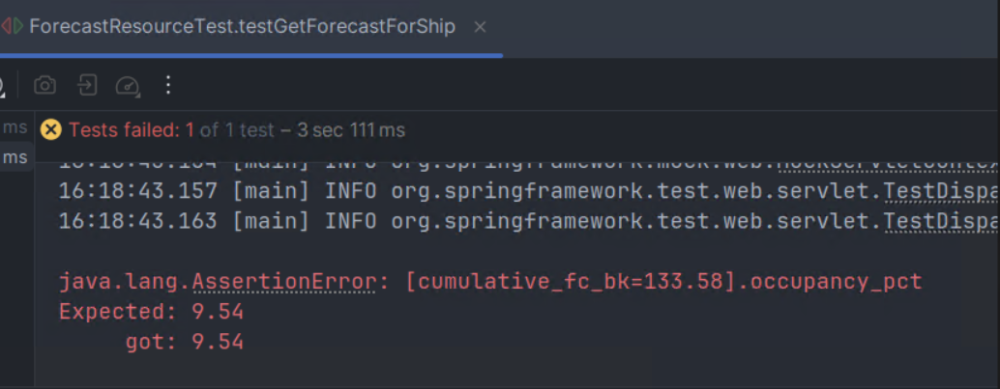 ForecastResourceTest.testGetForecastForShip
ms
Tests failed: 1 of 1 test – 3 sec 111 ms
ms
[main] INFO
16:18:43.157 [main] INFO org.springframework.test.web.servlet.TestDispa
16:18:43.163 [main] INFO org.springframework.test.web.servlet.TestDispa
java.lang.AssertionError: [cumulative_fc_bk=133.58].occupancy_pct
Expected: 9.54
got: 9.54